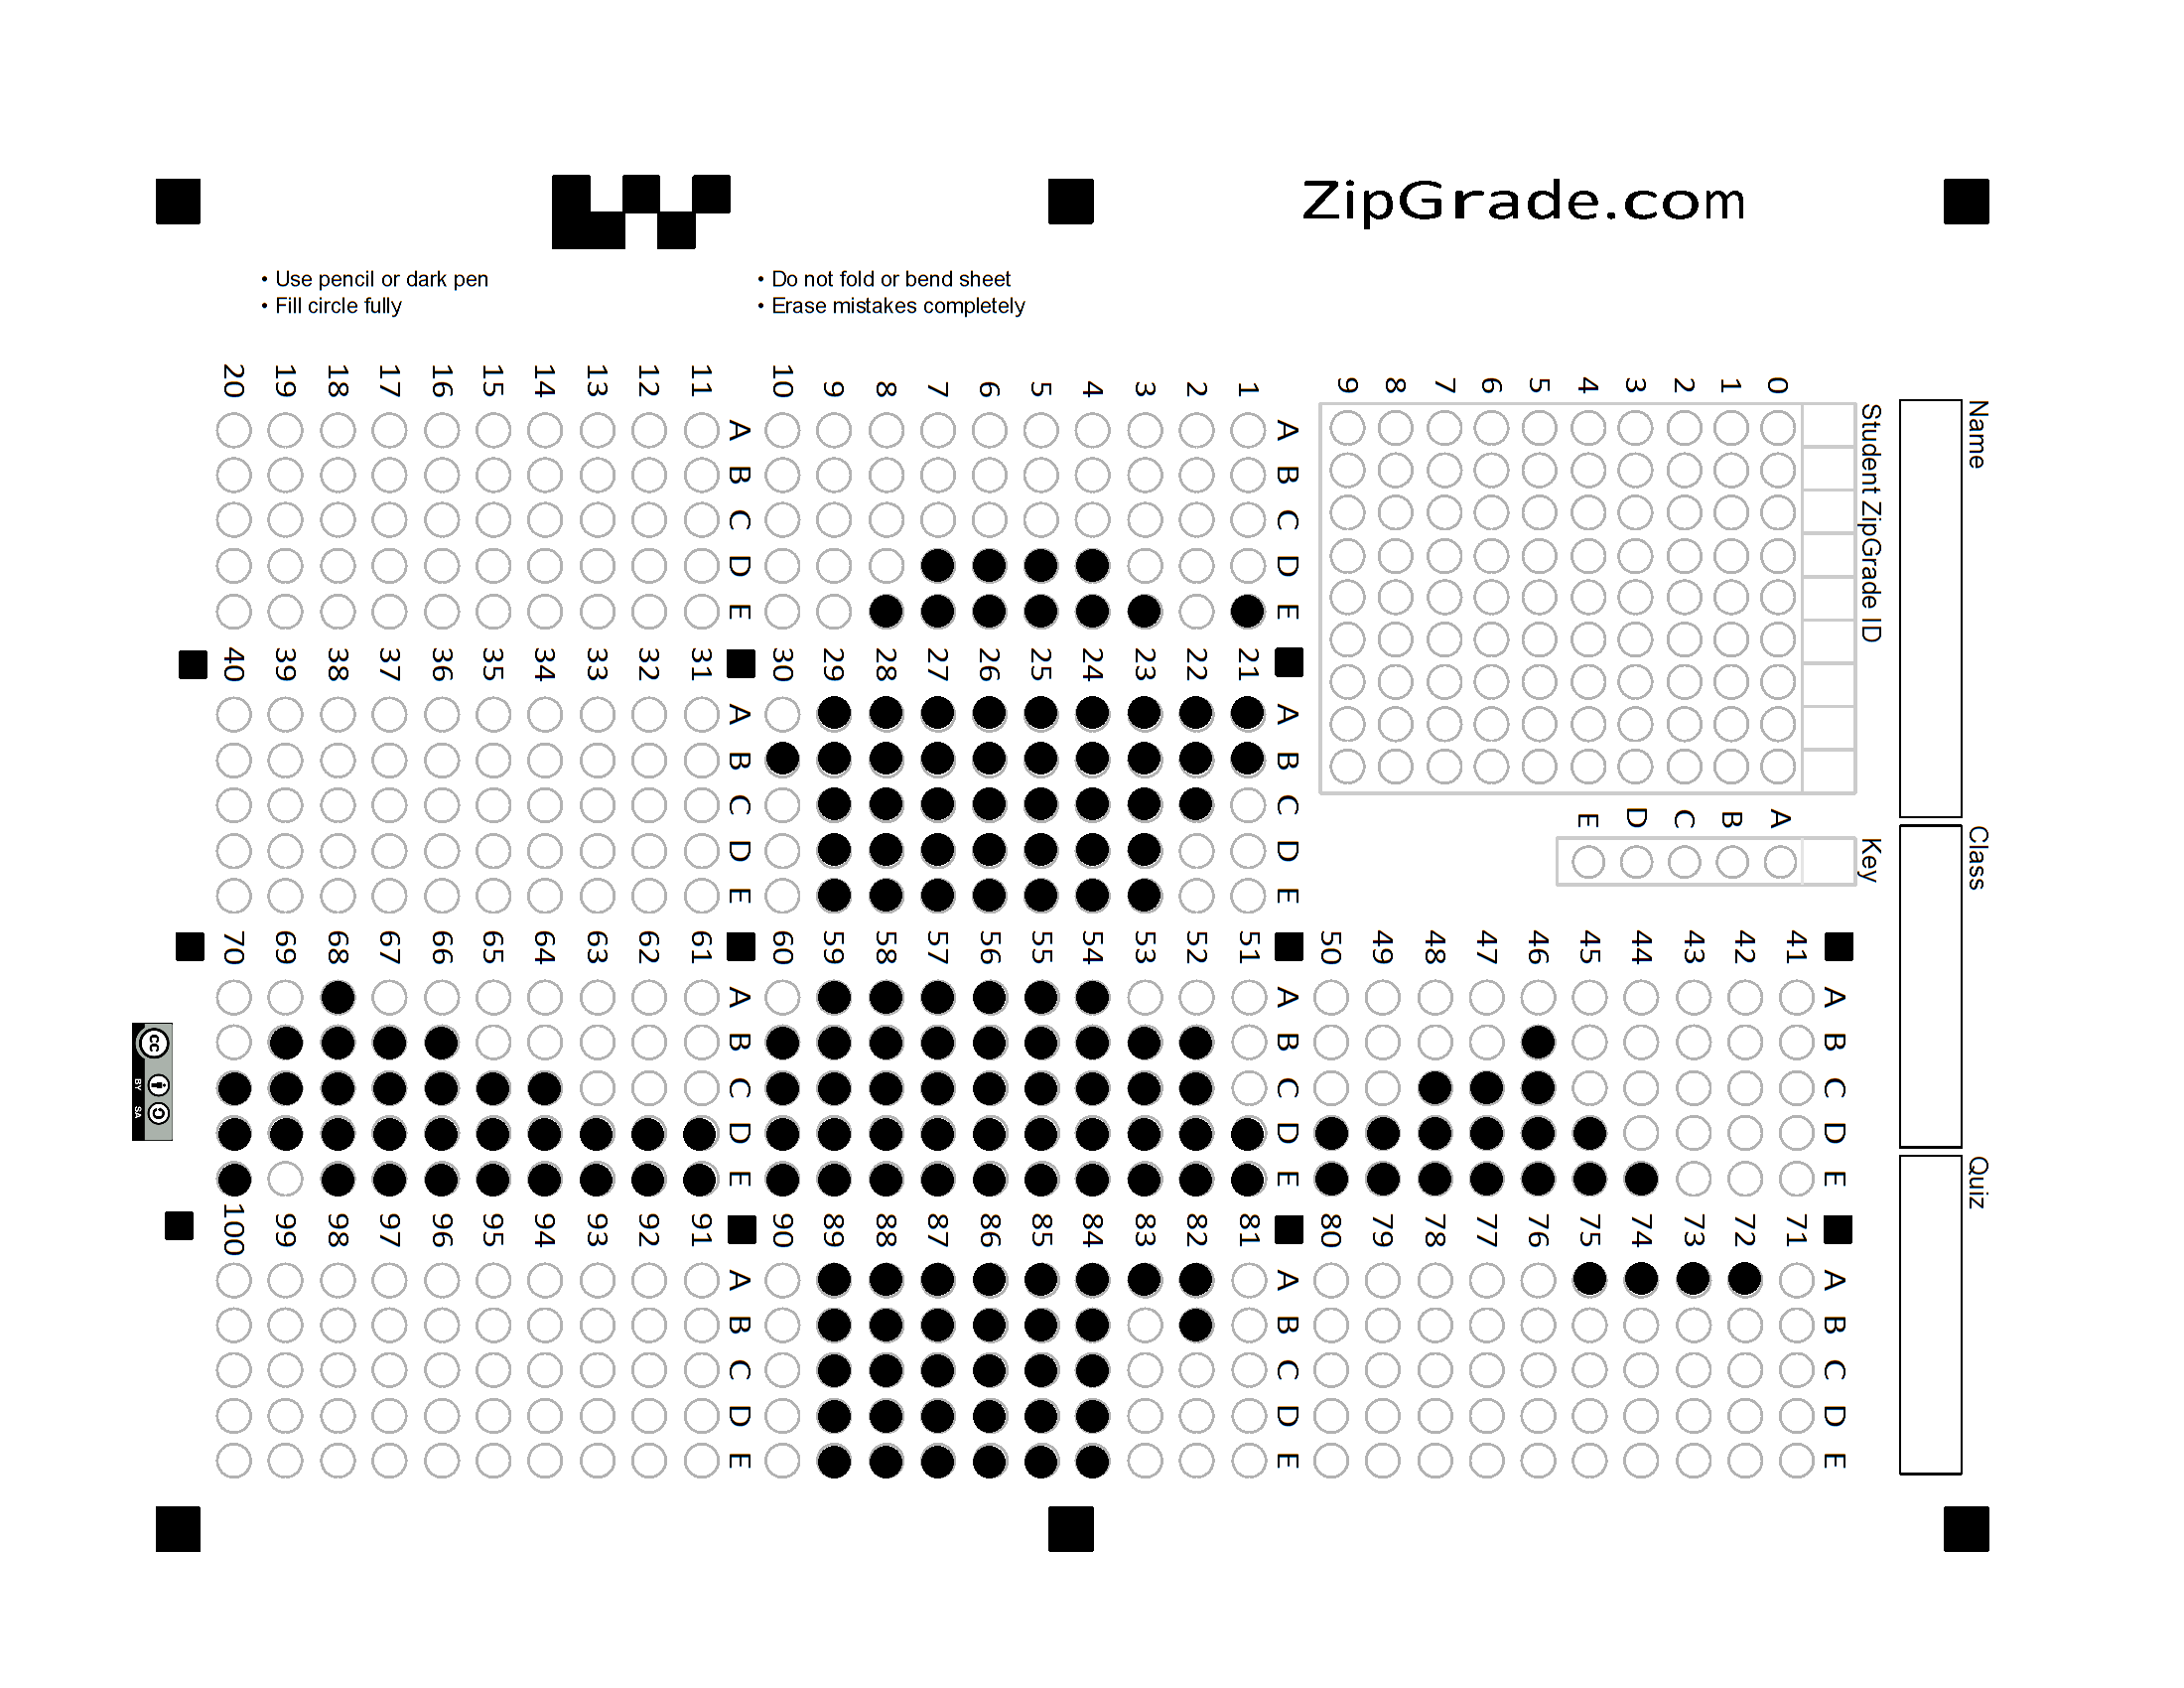 ZipGrade.com
• Use pencil or dark pen
• Fill circle fully
• Do not fold or bend sheet
• Erase mistakes completely
Name
Class
Quiz
Student ZipGrade ID
0 1 2 3 4 5 6 7 8 9
Key
A B C D E
1 2 3 4 5 6 7 8 9 10
A B C D E
11 12 13 14 15 16 17 18 19 20
A B C D E
21 22 23 24 25 26 27 28 29 30
A B C D E
31 32 33 34 35 36 37 38 39 40
A B C D E
41 42 43 44 45 46 47 48 49 50
A B C D E
51 52 53 54 55 56 57 58 59 60
A B C D E
61 62 63 64 65 66 67 68 69 70
A B C D E
71 72 73 74 75 76 77 78 79 80
A B C D E
81 82 83 84 85 86 87 88 89 90
A B C D E
91 92 93 94 95 96 97 98 99 100
A B C D E
cc
BY SA